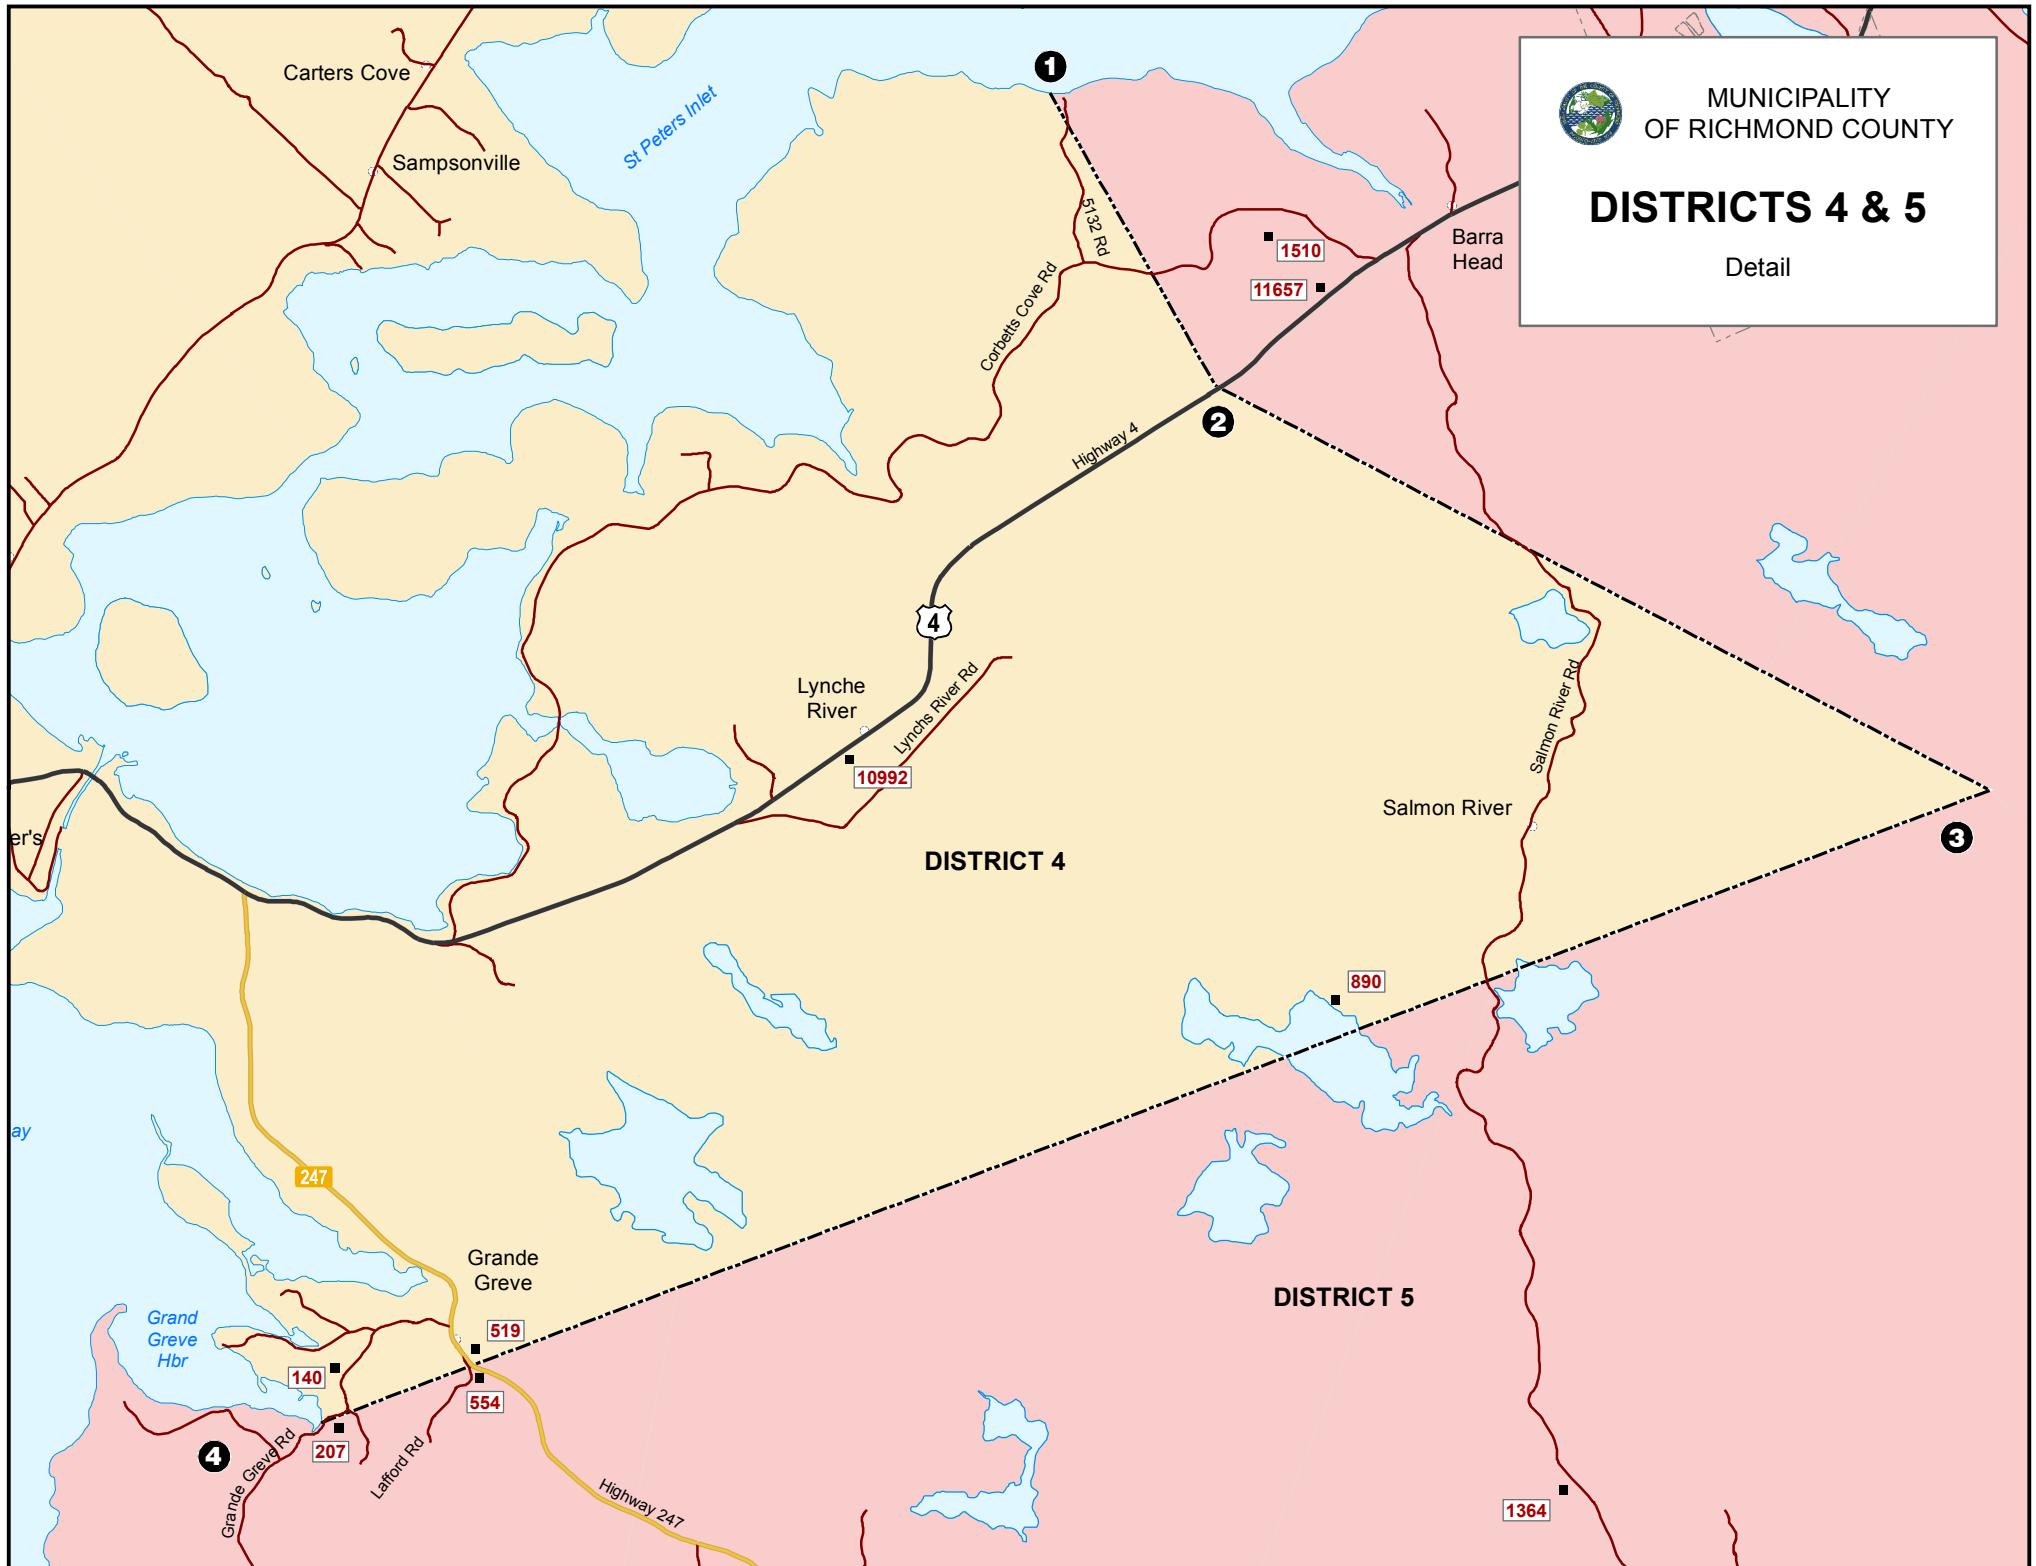 MUNICIPALITY
OF RICHMOND COUNTY
DISTRICTS 4 & 5
Detail
Carters Cove
Sampsonville
St Peters Inlet
1
5132 Rd
Corbetts Cove Rd
1510
11657
Barra
Head
2
Highway 4
4
Lynche
River
Lynchs River Rd
10992
Salmon River Rd
Salmon River
3
er's
DISTRICT 4
890
ay
247
Grande
Greve
Grand
Greve
Hbr
519
140
554
207
4
Grande Greve Rd
Lafford Rd
Highway 247
DISTRICT 5
1364